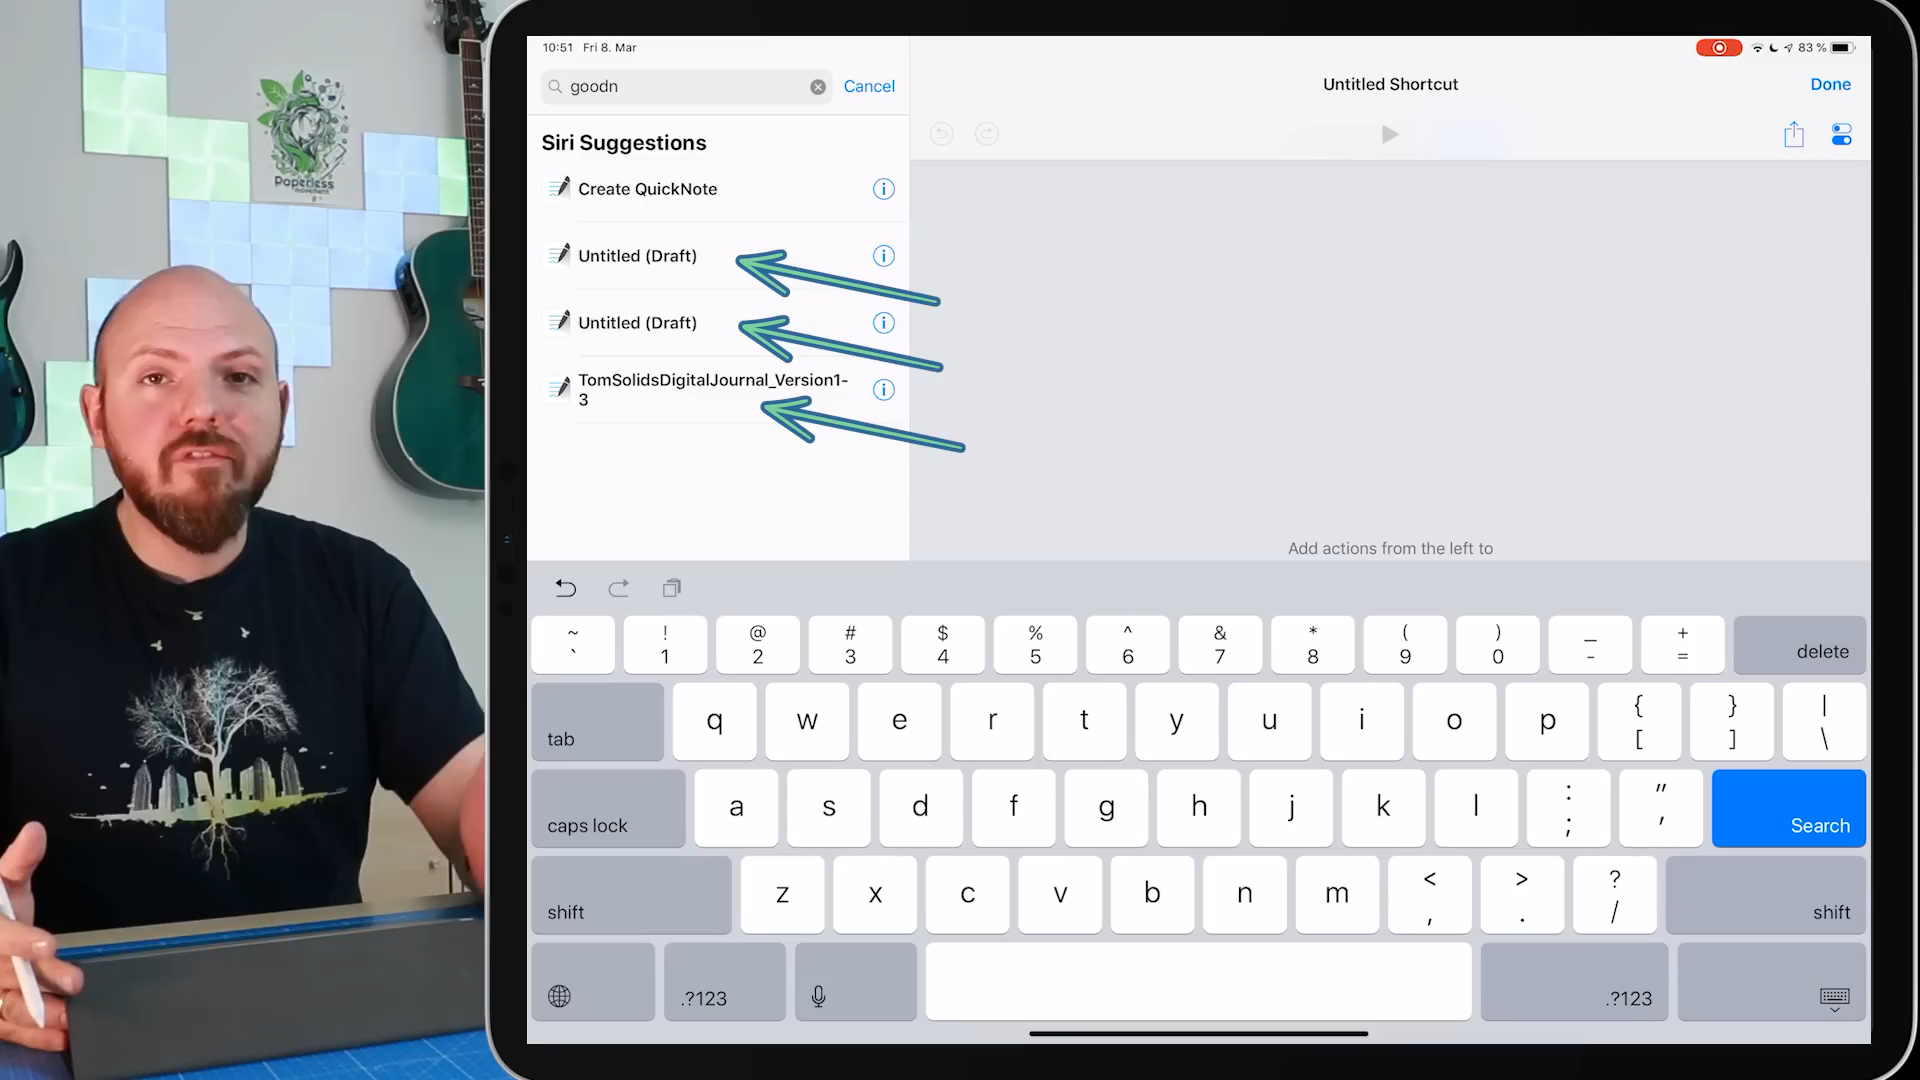 10:51 Fri 8. Mar
83 %
goodn
Cancel
Untitled Shortcut
Done
Siri Suggestions
Create QuickNote
Untitled (Draft)
Untitled (Draft)
TomSolidsDigitalJournal_Version1-
3
Add actions from the left to
Paperless
movement
~ ! @ # $ % ^ & * ( ) _ +
` 1 2 3 4 5 6 7 8 9 0 - = delete
tab q w e r t y u i o p { } |
[ ] \
caps lock a s d f g h j k l : "
; ' Search
shift z x c v b n m < > ?
, . / shift
.?123 .?123